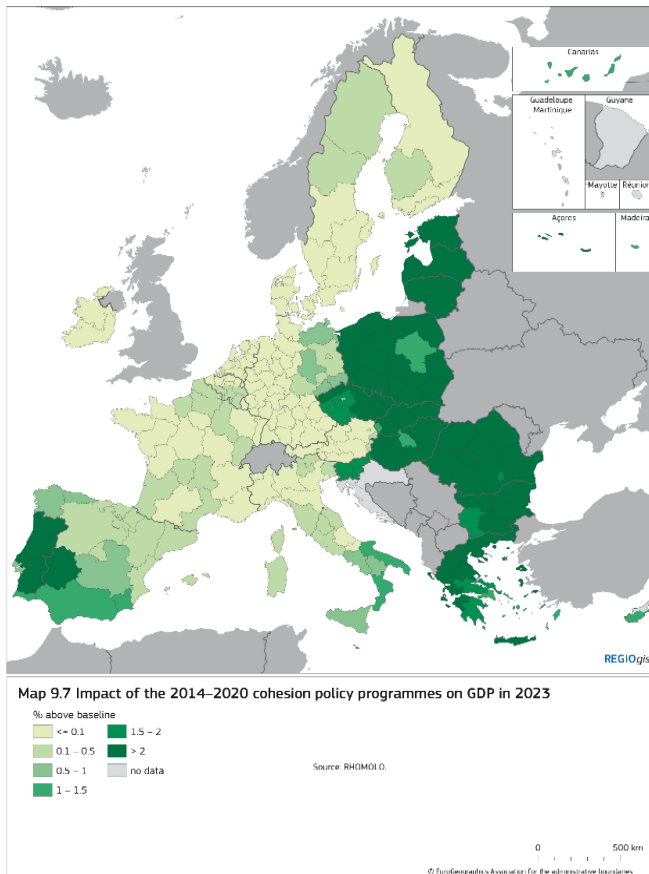 Canarias
Guadeloupe
Martinique
Guyane
Mayotte
Réunion
Açores
Madeira
REGIOgis
Map 9.7 Impact of the 2014–2020 cohesion policy programmes on GDP in 2023
% above baseline
<= 0.1
0.1 – 0.5
0.5 – 1
1 – 1.5
1.5 – 2
> 2
no data
Source: RHOMOLO.
0 500 km
© EuroGeographics Association for the administrative boundaries